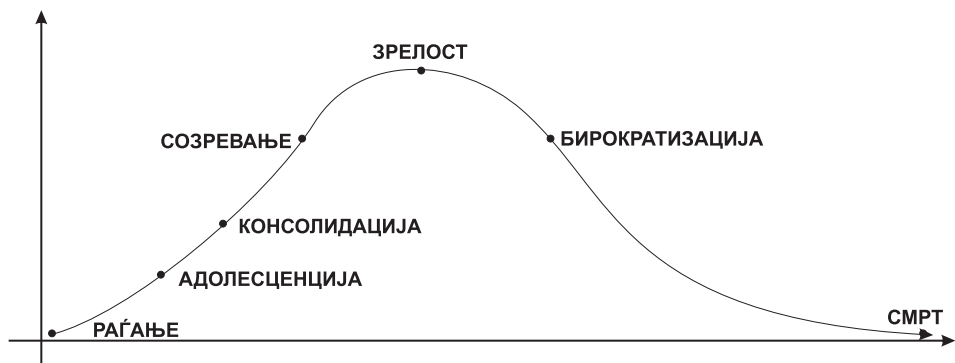 ЗРЕЛОСТ
СОЗРЕВАЊЕ
БИРОКРАТИЗАЦИЈА
КОНСОЛИДАЦИЈА
АДОЛЕСЦЕНЦИЈА
РАЃАЊЕ
СМРТ